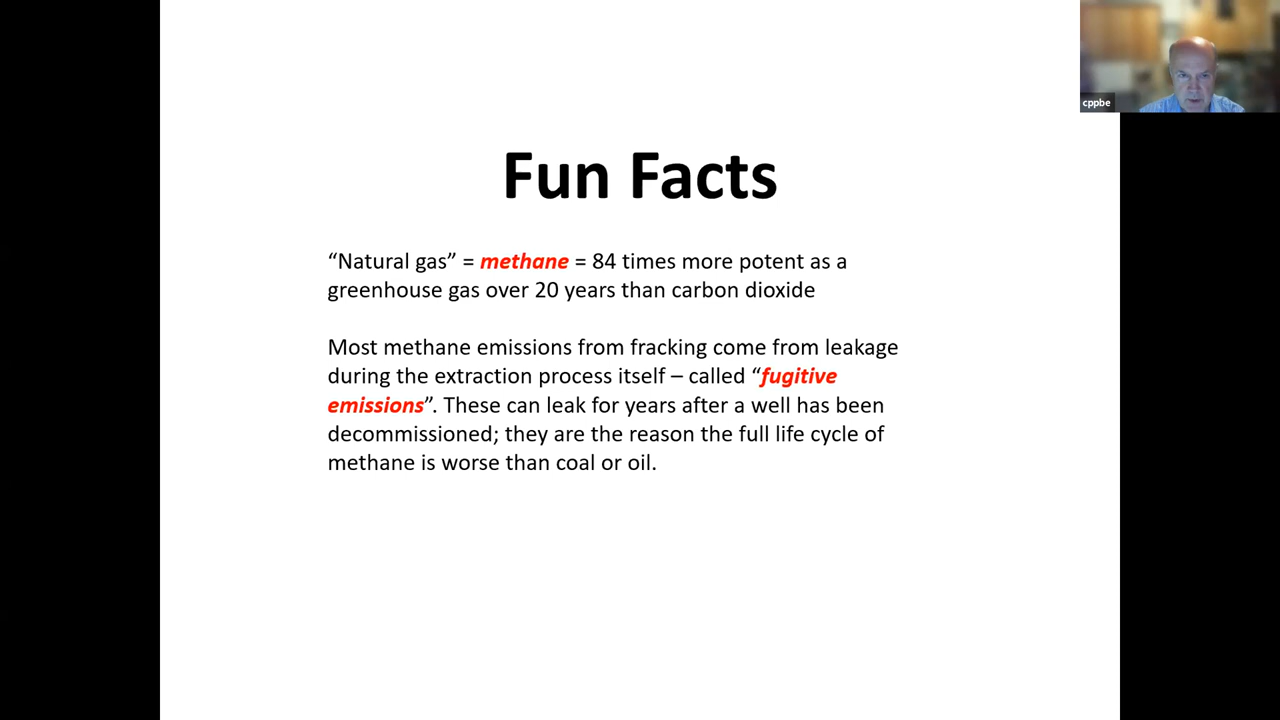 cppbe
Fun Facts
“Natural gas” = methane = 84 times more potent as a
greenhouse gas over 20 years than carbon dioxide
Most methane emissions from fracking come from leakage
during the extraction process itself – called “fugitive
emissions”. These can leak for years after a well has been
decommissioned; they are the reason the full life cycle of
methane is worse than coal or oil.